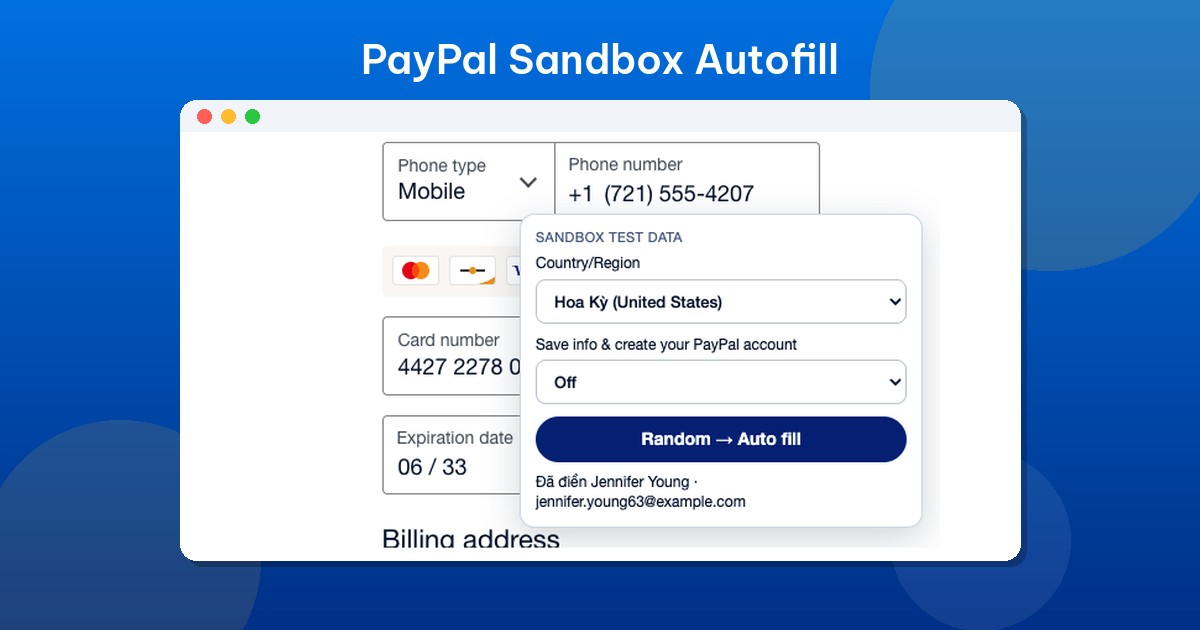 PayPal Sandbox Autofill
Phone type
Mobile
Phone number
+1 (721) 555-4207
SANDBOX TEST DATA
Country/Region
Hoa Kỳ (United States)
Save info & create your PayPal account
Off
Random → Auto fill
Đã điền Jennifer Young ·
jennifer.young63@example.com
Card number
4427 2278 0
Expiration date
06 / 33
Billing address